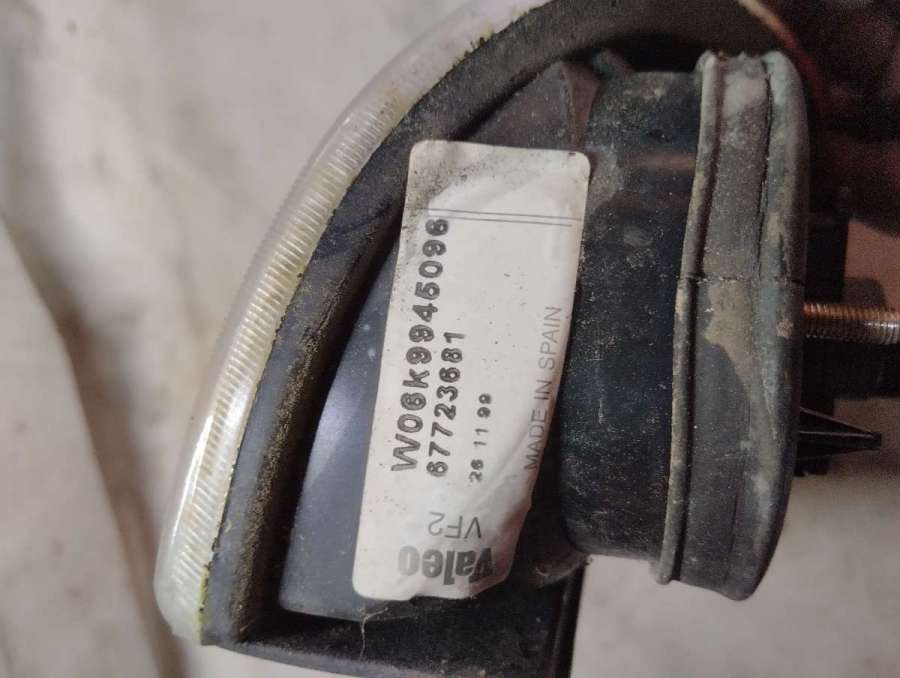 W06K9945096
67723681
26 11 99
MADE IN SPAIN
VF2
Valeo